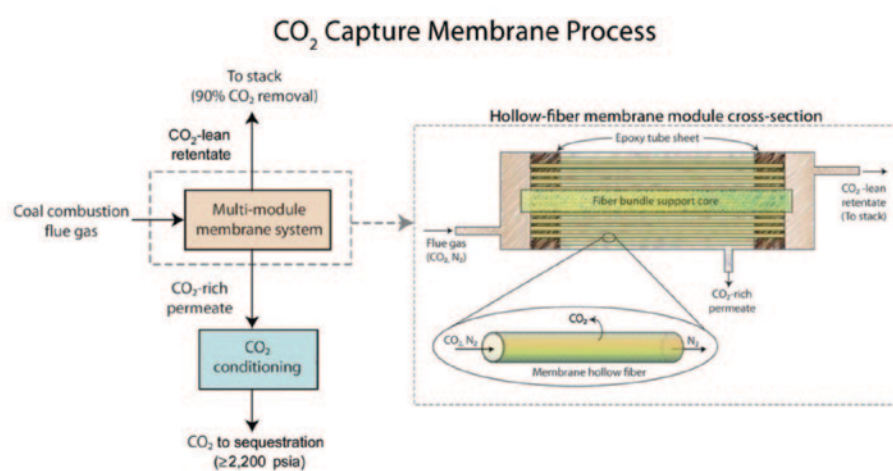 CO₂ Capture Membrane Process
To stack
(90% CO₂ removal)
CO₂-lean
retentate
Coal combustion
flue gas
Multi-module
membrane system
CO₂-rich
permeate
CO₂
conditioning
CO₂ to sequestration
(≥2,200 psia)
Hollow-fiber membrane module cross-section
Epoxy tube sheet
Fiber bundle support core
CO₂ -lean
retentate
(To stack)
Flue gas
(CO₂, N₂)
CO₂-rich
permeate
CO₂
CO, N₂
N₂
Membrane hollow fiber